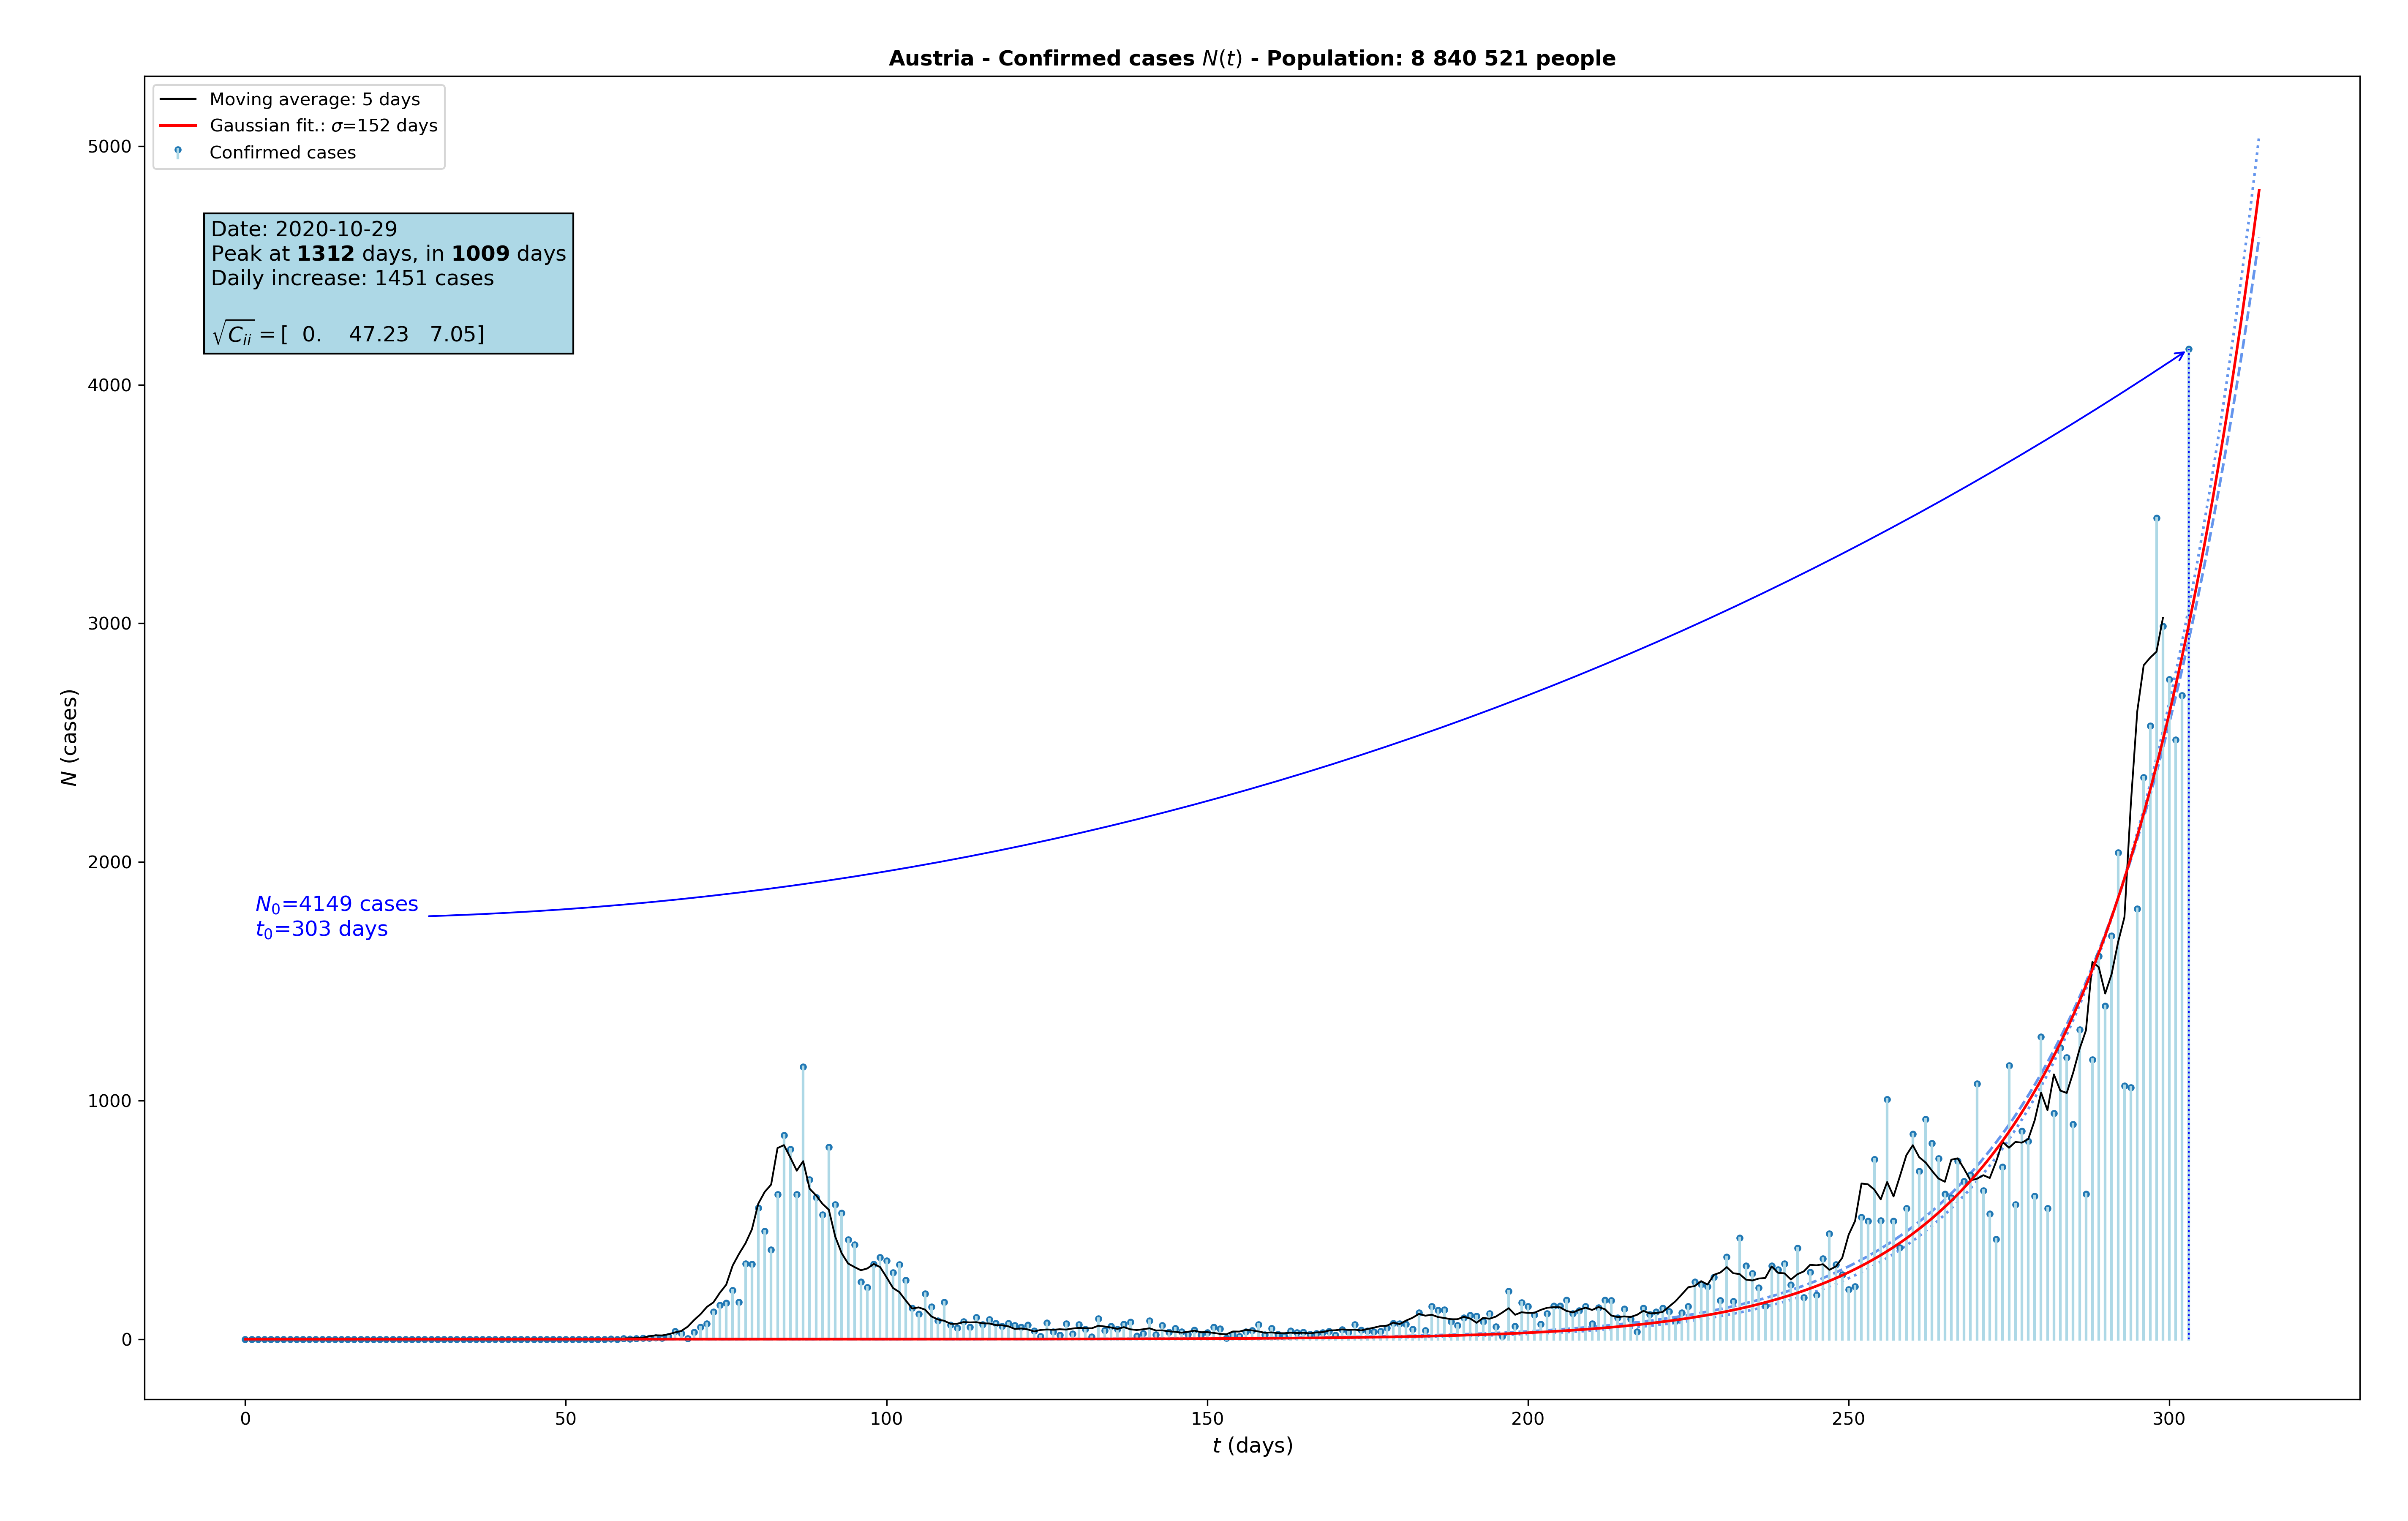 Austria - Confirmed cases N(t) - Population: 8 840 521 people
Moving average: 5 days
Gaussian fit.: σ=152 days
Confirmed cases
Date: 2020-10-29
Peak at 1312 days, in 1009 days
Daily increase: 1451 cases
√Cᵢᵢ = [ 0. 47.23 7.05]
N₀=4149 cases
t₀=303 days
N (cases)
5000
4000
3000
2000
1000
0
0 50 100 150 200 250 300
t (days)